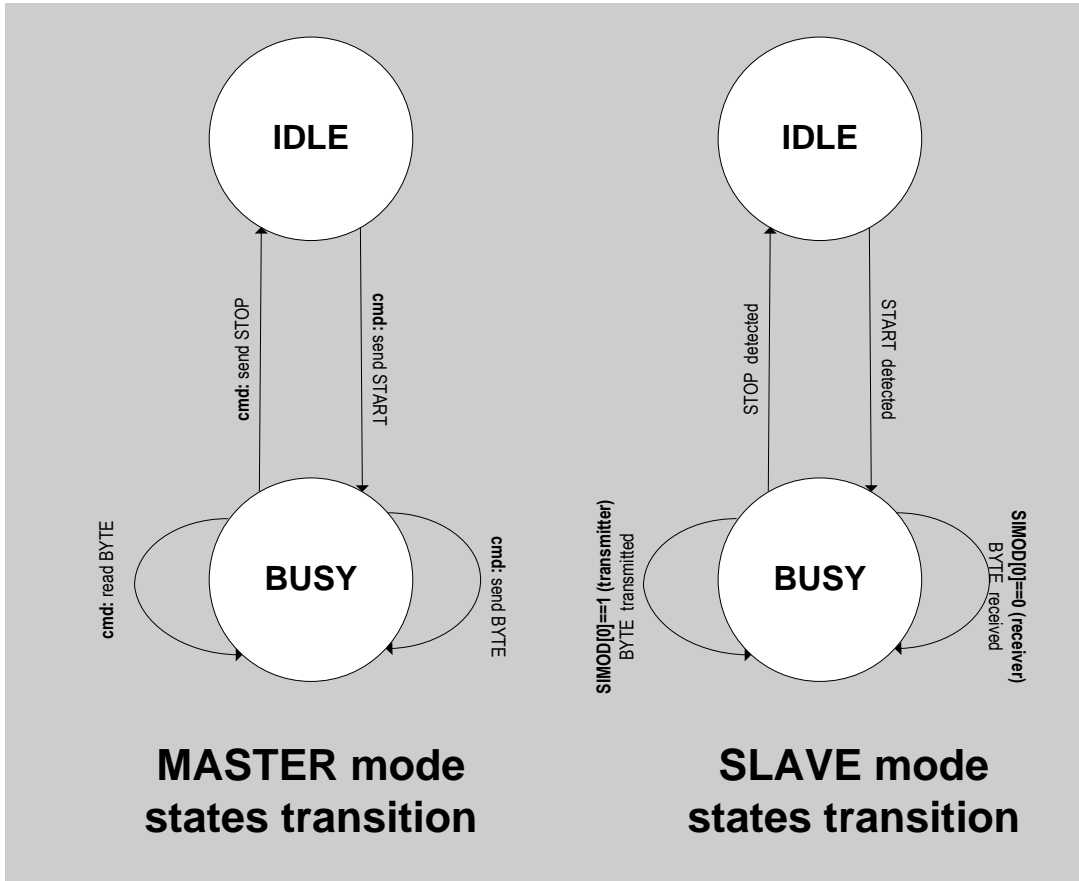 IDLE
cmd: send STOP
cmd: send START
cmd: read BYTE
BUSY
cmd: send BYTE
MASTER mode
states transition
IDLE
STOP detected
START detected
SIMOD[0]==1 (transmitter)
BYTE transmitted
BUSY
SIMOD[0]==0 (receiver)
BYTE received
SLAVE mode
states transition